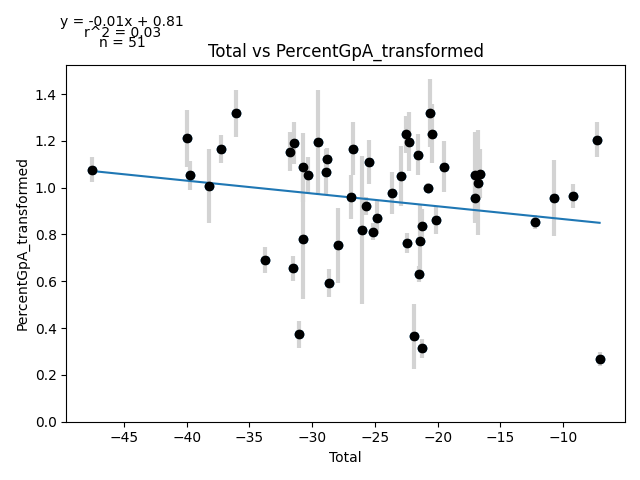 y = -0.01x + 0.81
r^2 = 0.03
n = 51
Total vs PercentGpA_transformed
PercentGpA_transformed
1.4
1.2
1.0
0.8
0.6
0.4
0.2
0.0
−45 −40 −35 −30 −25 −20 −15 −10
Total